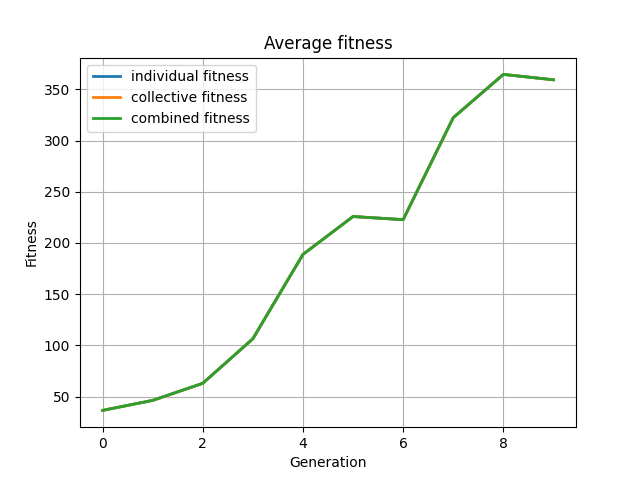 Average fitness
individual fitness
collective fitness
combined fitness
350
300
250
200
150
100
50
Fitness
0 2 4 6 8
Generation